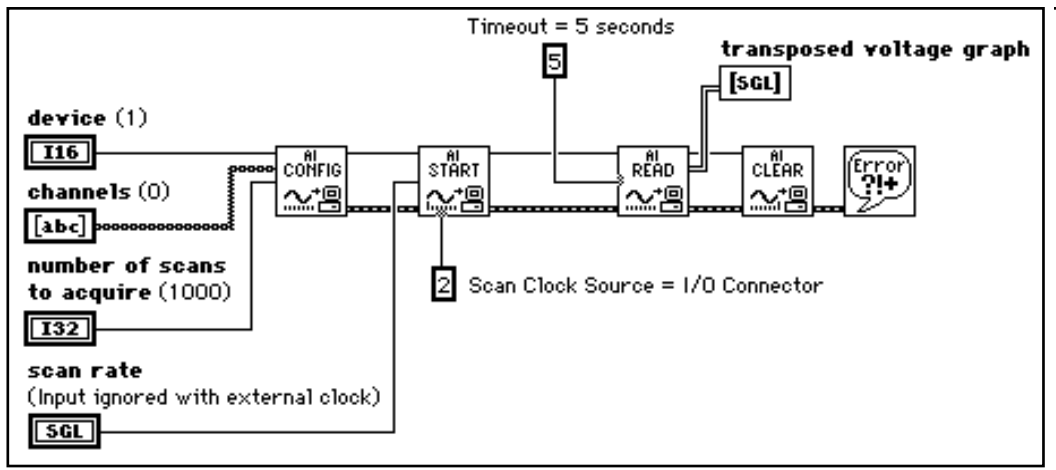 Timeout = 5 seconds
5
transposed voltage graph
[SGL]
device (1)
I16
AI
CONFIG
AI
START
AI
READ
AI
CLEAR
Error
?!+
channels (0)
[abc]
number of scans
to acquire (1000)
I32
2
Scan Clock Source = I/O Connector
scan rate
(Input ignored with external clock)
SGL